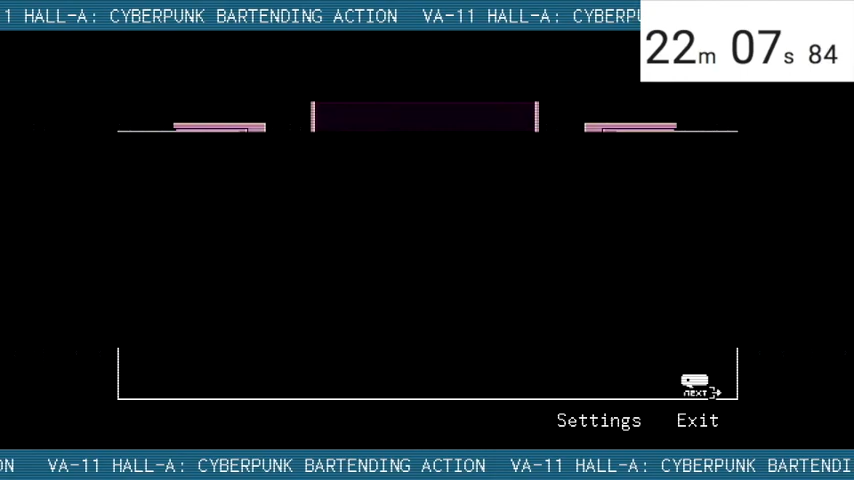 1 HALL-A: CYBERPUNK BARTENDING ACTION VA-11 HALL-A: CYBERPU
22m 07s 84
NEXT
Settings Exit
ON VA-11 HALL-A: CYBERPUNK BARTENDING ACTION VA-11 HALL-A: CYBERPUNK BARTENDI